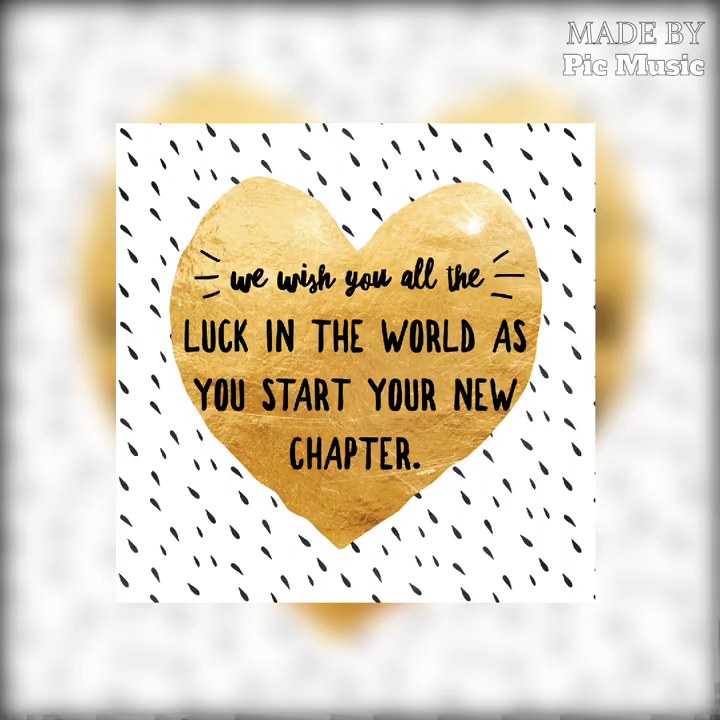 MADE BY
Pic Music
we wish you all the
LUCK IN THE WORLD AS
YOU START YOUR NEW
CHAPTER.